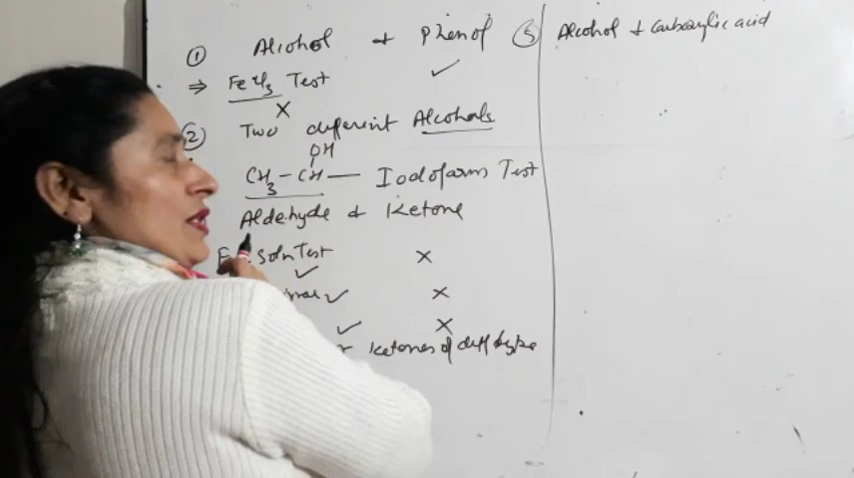 ① Alcohol + Phenol
⇒ FeCl3 Test ✓
×
② Two different Alcohols
OH
CH3 - CH — Iodoform Test
Aldehyde + Ketone
Soln Test ×
✓
✓ ×
✓ ×
Ketones of diff type
⑤ Alcohol + Carboxylic acid